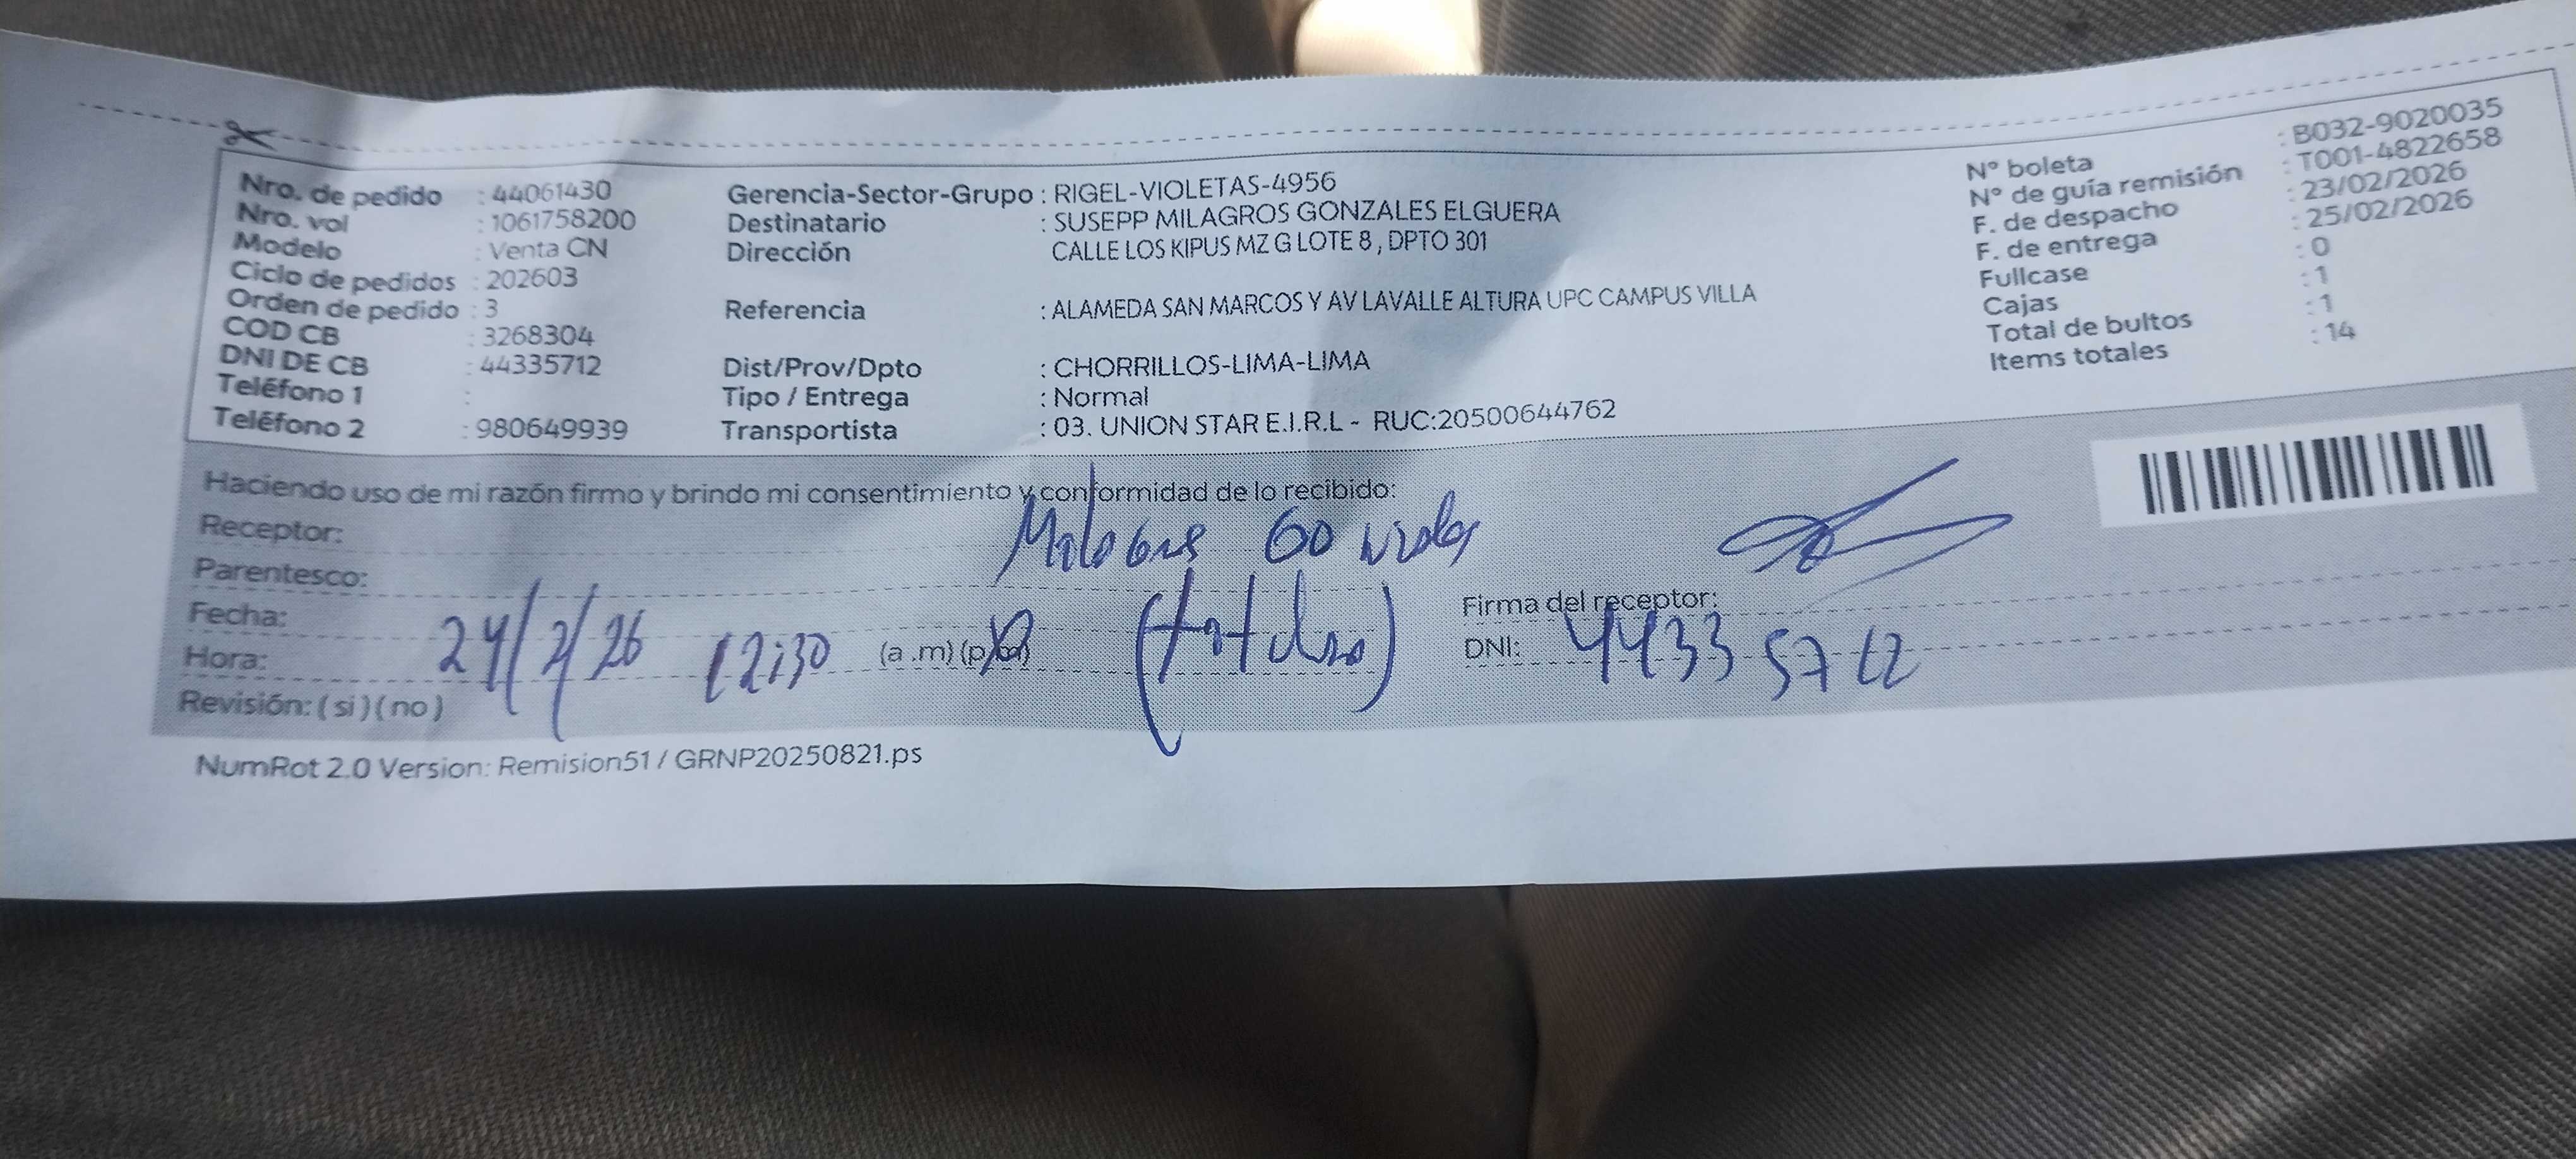 Nro. de pedido : 44061430
Nro. vol : 1061758200
Modelo : Venta CN
Ciclo de pedidos : 202603
Orden de pedido : 3
COD CB : 3268304
DNI DE CB : 44335712
Teléfono 1 :
Teléfono 2 : 980649939
Gerencia-Sector-Grupo : RIGEL-VIOLETAS-4956
Destinatario : SUSEPP MILAGROS GONZALES ELGUERA
Dirección CALLE LOS KIPUS MZ G LOTE 8 , DPTO 301
Referencia : ALAMEDA SAN MARCOS Y AV LAVALLE ALTURA UPC CAMPUS VILLA
Dist/Prov/Dpto : CHORRILLOS-LIMA-LIMA
Tipo / Entrega : Normal
Transportista : 03. UNION STAR E.I.R.L - RUC:20500644762
N° boleta : B032-9020035
N° de guía remisión : T001-4822658
F. de despacho : 23/02/2026
F. de entrega : 25/02/2026
Fullcase : 0
Cajas : 1
Total de bultos : 1
Items totales : 14
Haciendo uso de mi razón firmo y brindo mi consentimiento y conformidad de lo recibido:
Receptor:
Parentesco: (titular)
Fecha: 24/2/26
Hora: 12:30 (a.m) (p.m)
Revisión: ( si ) ( no )
Firma del receptor:
DNI: 44335712
NumRot 2.0 Version: Remision51 / GRNP20250821.ps